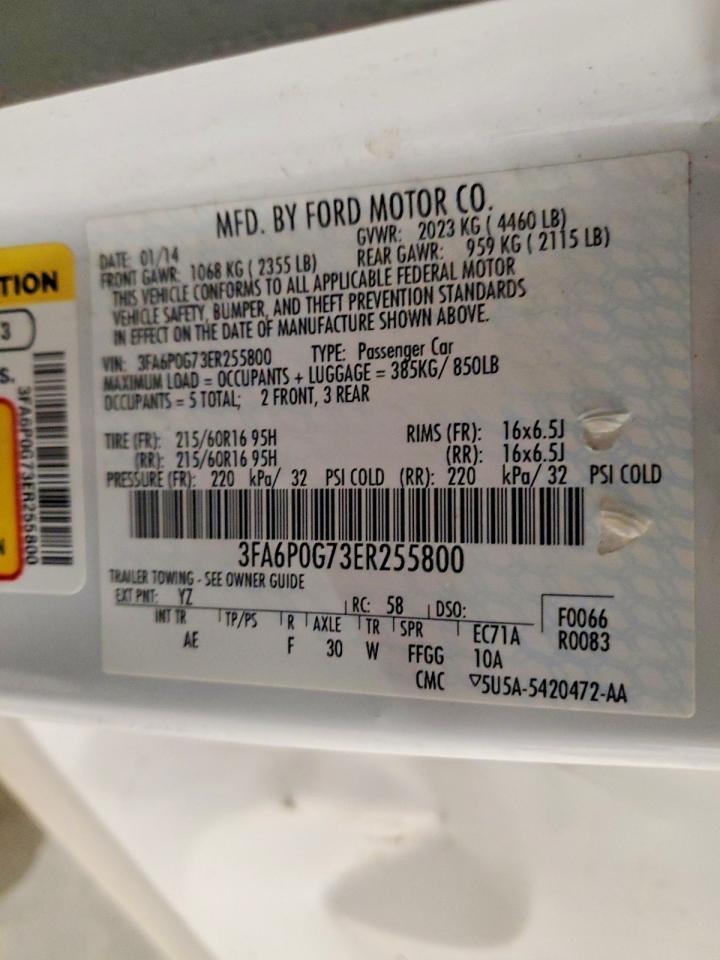 MFD. BY FORD MOTOR CO.
DATE: 01/14 GVWR: 2023 KG ( 4460 LB)
FRONT GAWR: 1068 KG ( 2355 LB) REAR GAWR: 959 KG ( 2115 LB)
THIS VEHICLE CONFORMS TO ALL APPLICABLE FEDERAL MOTOR
VEHICLE SAFETY, BUMPER, AND THEFT PREVENTION STANDARDS
IN EFFECT ON THE DATE OF MANUFACTURE SHOWN ABOVE.
VIN: 3FA6P0G73ER255800 TYPE: Passenger Car
MAXIMUM LOAD = OCCUPANTS + LUGGAGE = 385KG/ 850LB
OCCUPANTS = 5 TOTAL; 2 FRONT, 3 REAR
TIRE (FR): 215/60R16 95H RIMS (FR): 16x6.5J
(RR): 215/60R16 95H (RR): 16x6.5J
PRESSURE (FR): 220 kPa/ 32 PSI COLD (RR): 220 kPa/ 32 PSI COLD
3FA6P0G73ER255800
TRAILER TOWING - SEE OWNER GUIDE
EXT PNT: YZ RC: 58 DSO:
INT TR TP/PS R AXLE TR SPR EC71A F0066
AE F 30 W FFGG 10A R0083
CMC ▽5U5A-5420472-AA
TION
3
S.
3FA6P0G73ER255800
N